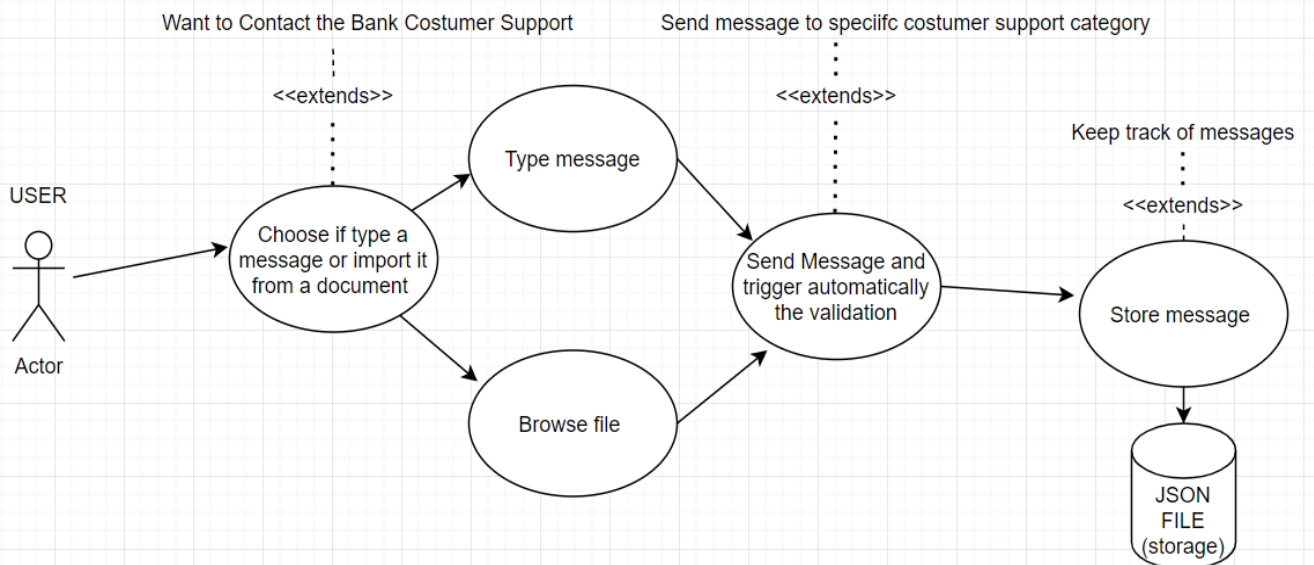 Want to Contact the Bank Costumer Support
<<extends>>
Send message to speciifc costumer support category
<<extends>>
Keep track of messages
<<extends>>
USER
Actor
Choose if type a
message or import it
from a document
Type message
Browse file
Send Message and
trigger automatically
the validation
Store message
JSON
FILE
(storage)